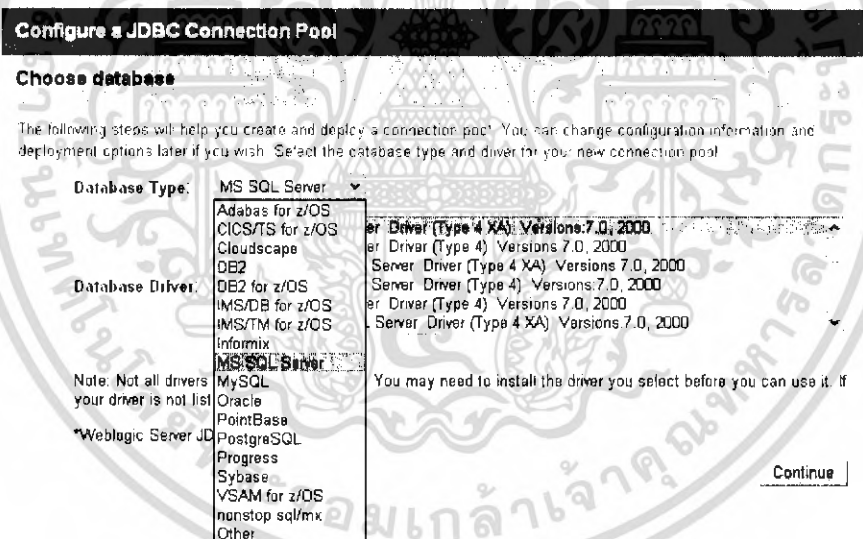 Configure a JDBC Connection Pool
Choose database
The following steps will help you create and deploy a connection pool. You can change configuration information and
deployment options later if you wish. Select the database type and driver for your new connection pool
Database Type: MS SQL Server
Adabas for z/OS
CICS/TS for z/OS
Cloudscape
DB2
DB2 for z/OS
IMS/DB for z/OS
IMS/TM for z/OS
Informix
MS SQL Server
MySQL
Oracle
PointBase
PostgreSQL
Progress
Sybase
VSAM for z/OS
nonstop sql/mx
Other
Database Driver:
er Driver (Type 4 XA) Versions:7.0, 2000
er Driver (Type 4) Versions 7.0, 2000
Server Driver (Type 4 XA) Versions 7.0, 2000
Server Driver (Type 4) Versions:7.0, 2000
er Driver (Type 4) Versions 7.0, 2000
Server Driver (Type 4 XA) Versions:7.0, 2000
Note: Not all drivers You may need to install the driver you select before you can use it. If
your driver is not list
*Weblogic Server JD
Continue